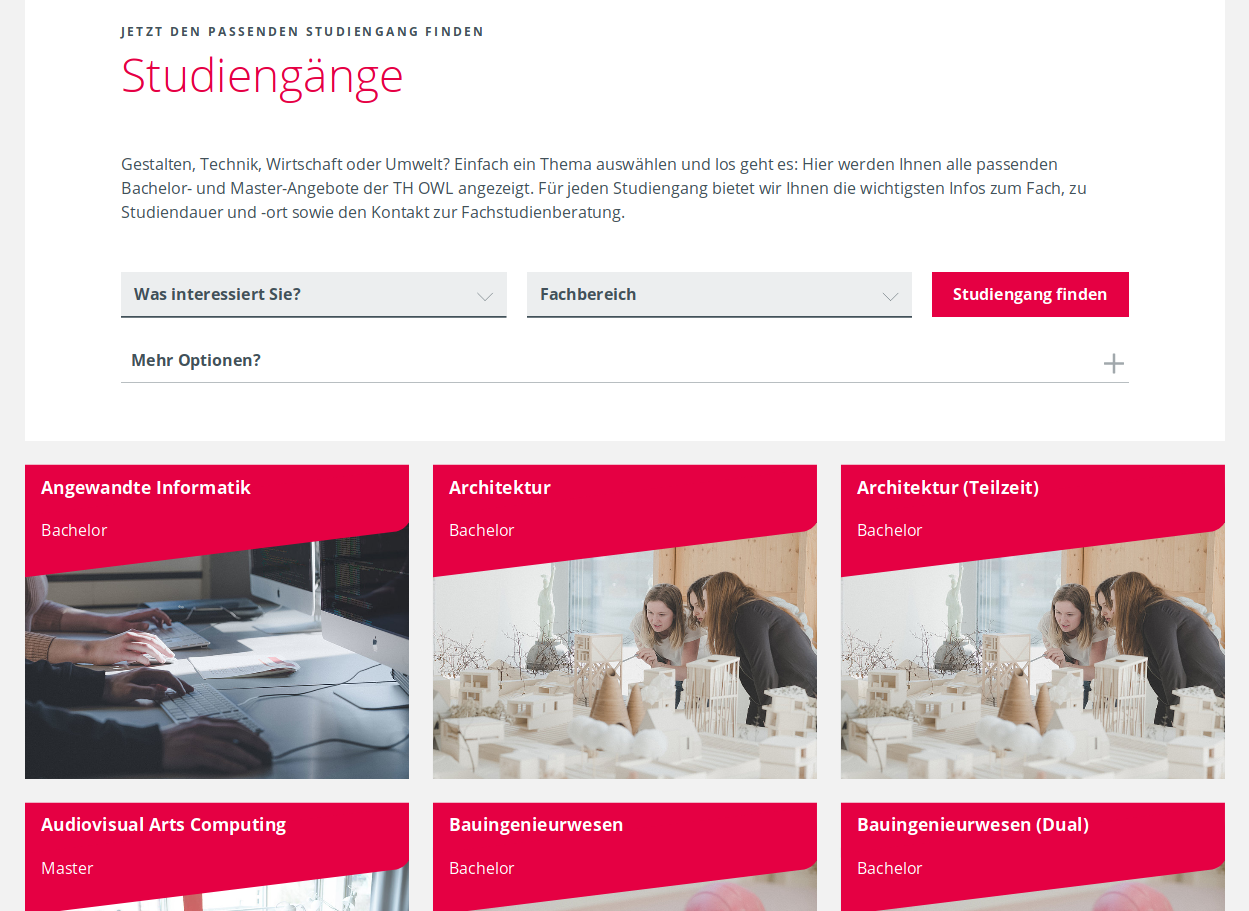 JETZT DEN PASSENDEN STUDIENGANG FINDEN
Studiengänge
Gestalten, Technik, Wirtschaft oder Umwelt? Einfach ein Thema auswählen und los geht es: Hier werden Ihnen alle passenden
Bachelor- und Master-Angebote der TH OWL angezeigt. Für jeden Studiengang bietet wir Ihnen die wichtigsten Infos zum Fach, zu
Studiendauer und -ort sowie den Kontakt zur Fachstudienberatung.
Was interessiert Sie?
Fachbereich
Studiengang finden
Mehr Optionen?
Angewandte Informatik
Bachelor
Architektur
Bachelor
Architektur (Teilzeit)
Bachelor
Audiovisual Arts Computing
Master
Bauingenieurwesen
Bachelor
Bauingenieurwesen (Dual)
Bachelor